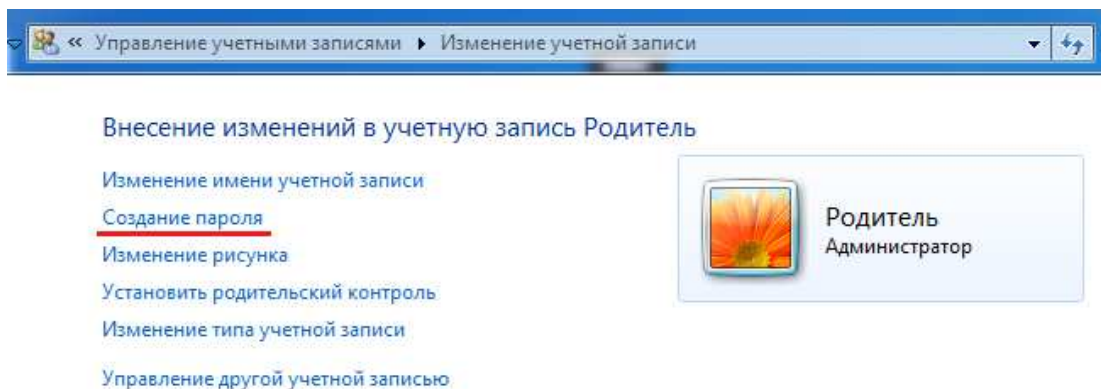 « Управление учетными записями ▸ Изменение учетной записи
Внесение изменений в учетную запись Родитель
Изменение имени учетной записи
Создание пароля
Изменение рисунка
Установить родительский контроль
Изменение типа учетной записи
Управление другой учетной записью
Родитель
Администратор